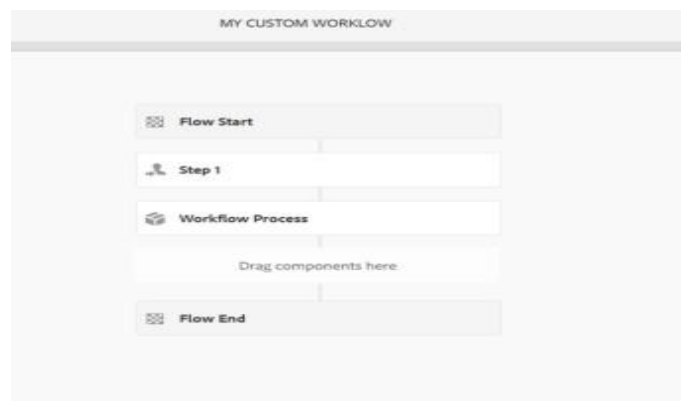 MY CUSTOM WORKLOW
Flow Start
Step 1
Workflow Process
Drag components here
Flow End